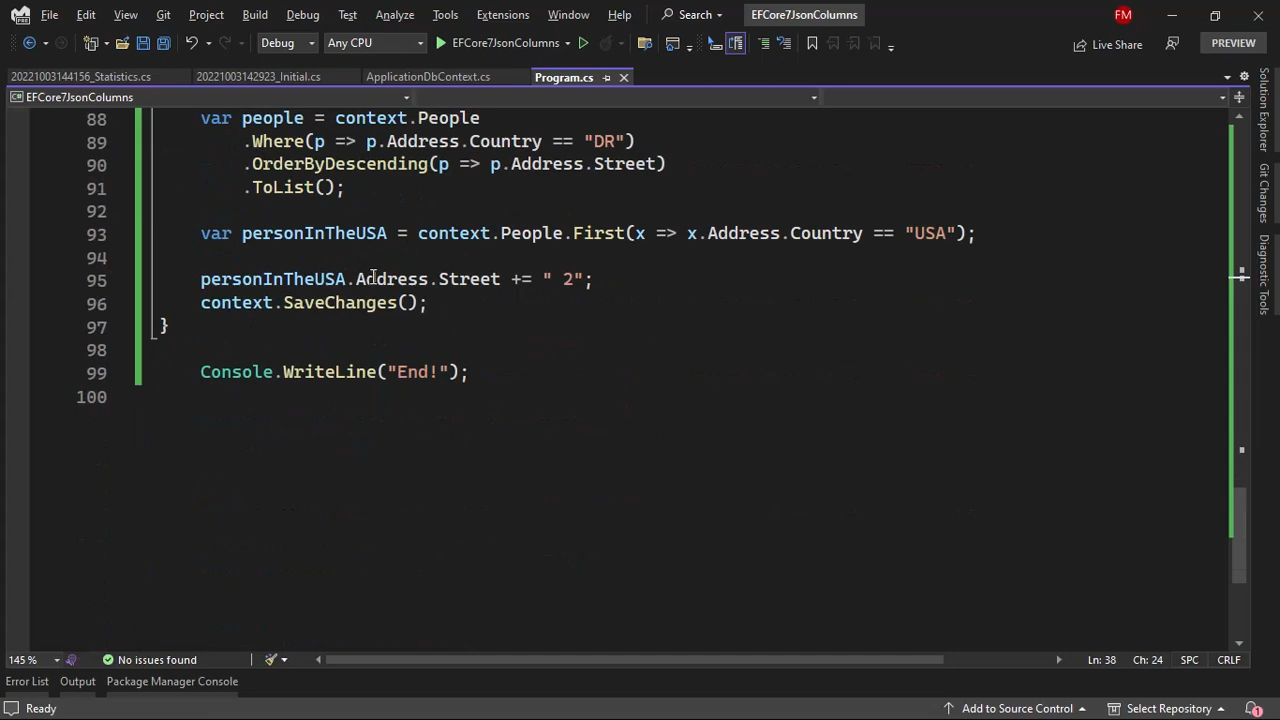 File Edit View Git Project Build Debug Test Analyze Tools Extensions Window Help Search EFCore7JsonColumns FM
Debug Any CPU EFCore7JsonColumns Live Share PREVIEW
20221003144156_Statistics.cs 20221003142923_Initial.cs ApplicationDbContext.cs Program.cs
EFCore7JsonColumns
88 var people = context.People
89 .Where(p => p.Address.Country == "DR")
90 .OrderByDescending(p => p.Address.Street)
91 .ToList();
92
93 var personInTheUSA = context.People.First(x => x.Address.Country == "USA");
94
95 personInTheUSA.Address.Street += " 2";
96 context.SaveChanges();
97 }
98
99 Console.WriteLine("End!");
100
Solution Explorer
Git Changes
Diagnostic Tools
145 % No issues found Ln: 38 Ch: 24 SPC CRLF
Error List Output Package Manager Console
Ready Add to Source Control Select Repository 1